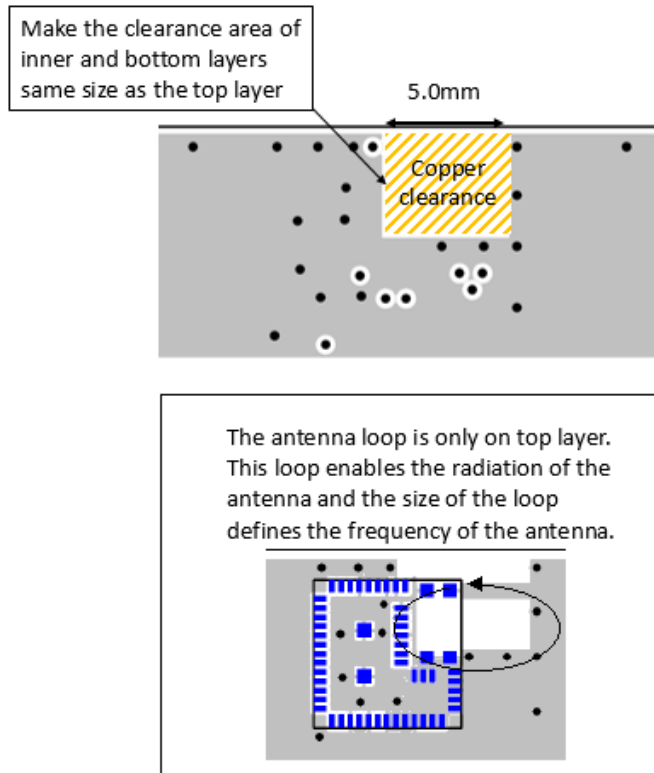 Make the clearance area of
inner and bottom layers
same size as the top layer
5.0mm
Copper
clearance
The antenna loop is only on top layer.
This loop enables the radiation of the
antenna and the size of the loop
defines the frequency of the antenna.